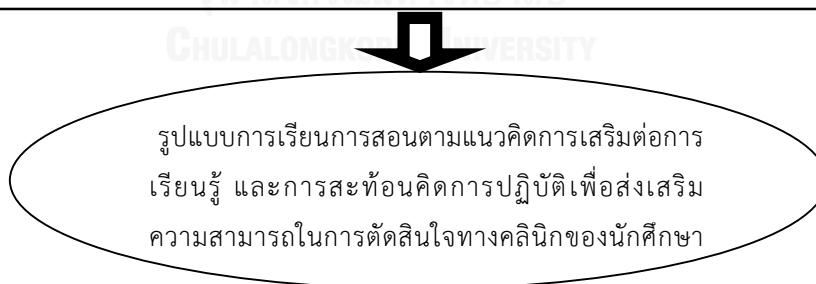 CHULALONGKORN UNIVERSITY
รูปแบบการเรียนการสอนตามแนวคิดการเสริมต่อการ
เรียนรู้ และการสะท้อนคิดการปฏิบัติเพื่อส่งเสริม
ความสามารถในการตัดสินใจทางคลินิกของนักศึกษา